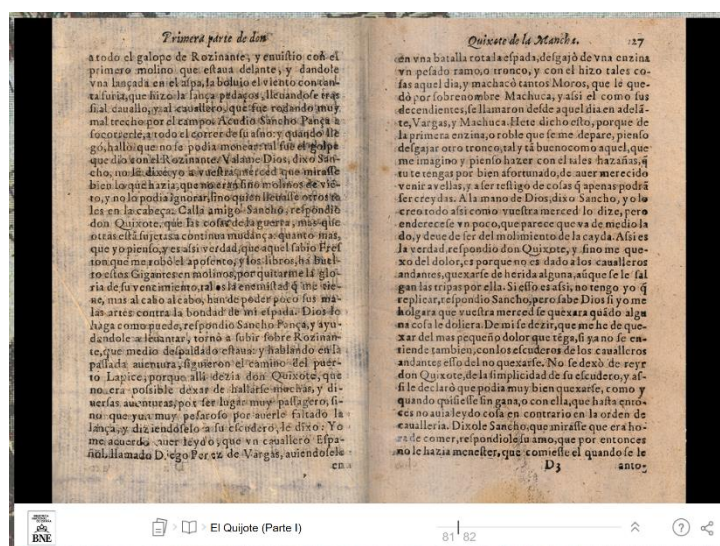 Primera parte de don
a todo el galope de Rozinante, y enuistio con el
primero molino que estaua delante, y dandole
vna lançada en el aspa, la boluio el viento con tan-
ta furia, que hizo la lança pedaços, lleuandose tras
si al cauallo, y al cauallero, que fue rodando muy
mal trecho por el campo. Acudio Sancho Pança a
socorrerle, a todo el correr de su asno, y quando lle
gó, halló que no se podia menear, tal fue el golpe
que dio con el Rozinante. Valame Dios, dixo San-
cho, no le dixe yo a vuestra merced que mirasse
bien lo que hazia, que no eran sino molinos de viẽ-
to, y no lo podia ignorar, sino quien lleuasse otros ta
les en la cabeça. Calla amigo Sancho, respondio
don Quixote, que las cosas de la guerra, mas que
otras està sujetas a continua mudança: quanto mas,
que yo pienso, y es assi verdad, que aquel sabio Fres
ton que me robò el aposento, y los libros, ha buel-
to estos Gigantes en molinos, por quitarme la glo-
ria de su vencimiento, tal es la enemistad q̃ me tie-
ne, mas al cabo al cabo, han de poder poco sus ma-
las artes contra la bondad de mi espada. Dios lo
haga como puede, respondio Sancho Pança, y ayu-
dandole a leuantar, tornò a subir sobre Rozinan-
te, que medio despaldado estaua: y hablando en la
passada auentura, siguieron el camino del puer-
to Lapice, porque alli dezia don Quixote, que
no era possible dexar de hallarse muchas, y di-
uersas auenturas, por ser lugar muy passagero, si-
no que yua muy pesaroso por auerle faltado la
lança, y diziendoselo a su escudero, le dixo: Yo
me acuerdo auer leydo, que vn cauallero Espa-
ñol, llamado Diego Perez de Vargas, auiendosele
en
Quixote de la Mancha. 127
en vna batalla roto la espada, desgajò de vna enzina
vn pesado ramo, o tronco, y con el hizo tales co-
sas aquel dia, y machacò tantos Moros, que le que-
dò por sobrenombre Machuca, y assi el como sus
decendientes, se llamaron desde aquel dia en adelã-
te, Vargas, y Machuca. Hete dicho esto, porque de
la primera enzina, o roble que se me depare, pienso
desgajar otro tronco, tal y tã bueno como aquel, que
me imagino y pienso hazer con el tales hazañas, q̃
tu te tengas por bien afortunado, de auer merecido
venir a vellas, y a ser testigo de cosas q̃ apenas podrã
ser creydas. A la mano de Dios, dixo Sancho, yo lo
creo todo assi como vuestra merced lo dize, pero
enderecese vn poco, que parece que va de medio la
do, y deue de ser del molimiento de la cayda. Assi es
la verdad, respondio don Quixote, y sino me que-
xo del dolor, es porque no es dado a los caualleros
andantes, quexarse de herida alguna, aũque se le sal
gan las tripas por ella. Si esso es assi, no tengo yo q̃
replicar, respondio Sancho, pero sabe Dios si yo me
holgara que vuestra merced se quexara quãdo algu
na cosa le doliera. De mi se dezir, que me he de que-
xar del mas pequeño dolor que tẽga, si ya no se en-
tiende tambien, con los escuderos de los caualleros
andantes esso del no quexarse. No se dexò de reyr
don Quixote, de la simplicidad de su escudero, y as-
si le declarò que podia muy bien quexarse, como y
quando quisiesse sin gana, o con ella, que hasta enton-
ces no auia leydo cosa en contrario en la orden de
caualleria. Dixole Sancho, que mirasse que era ho-
ra de comer, respondiole su amo, que por entonces
no le hazia menester, que comiesse el quando se le
D3 anto-
BNE
El Quijote (Parte I)
81 82